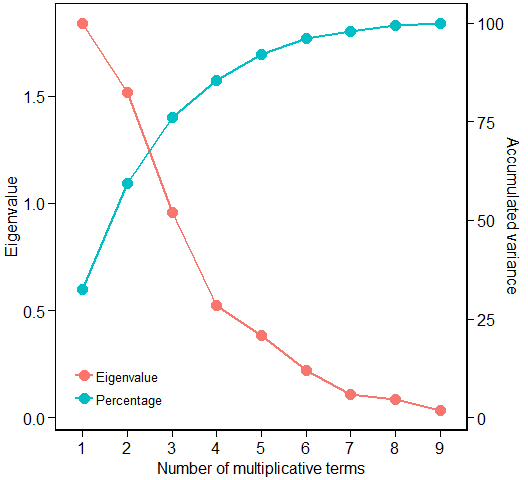 Eigenvalue
1.5
1.0
0.5
0.0
100
75
50
25
0
Accumulated variance
Eigenvalue
Percentage
1 2 3 4 5 6 7 8 9
Number of multiplicative terms